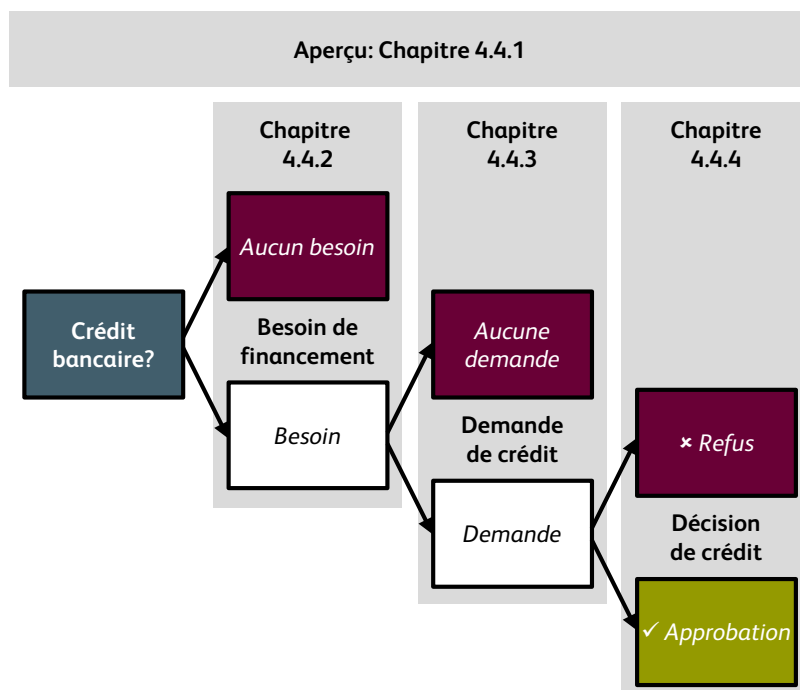 Aperçu: Chapitre 4.4.1
Chapitre
4.4.2
Chapitre
4.4.3
Chapitre
4.4.4
Aucun besoin
Crédit
bancaire?
Besoin de
financement
Aucune
demande
Besoin
Demande
de crédit
× Refus
Demande
Décision
de crédit
✓ Approbation